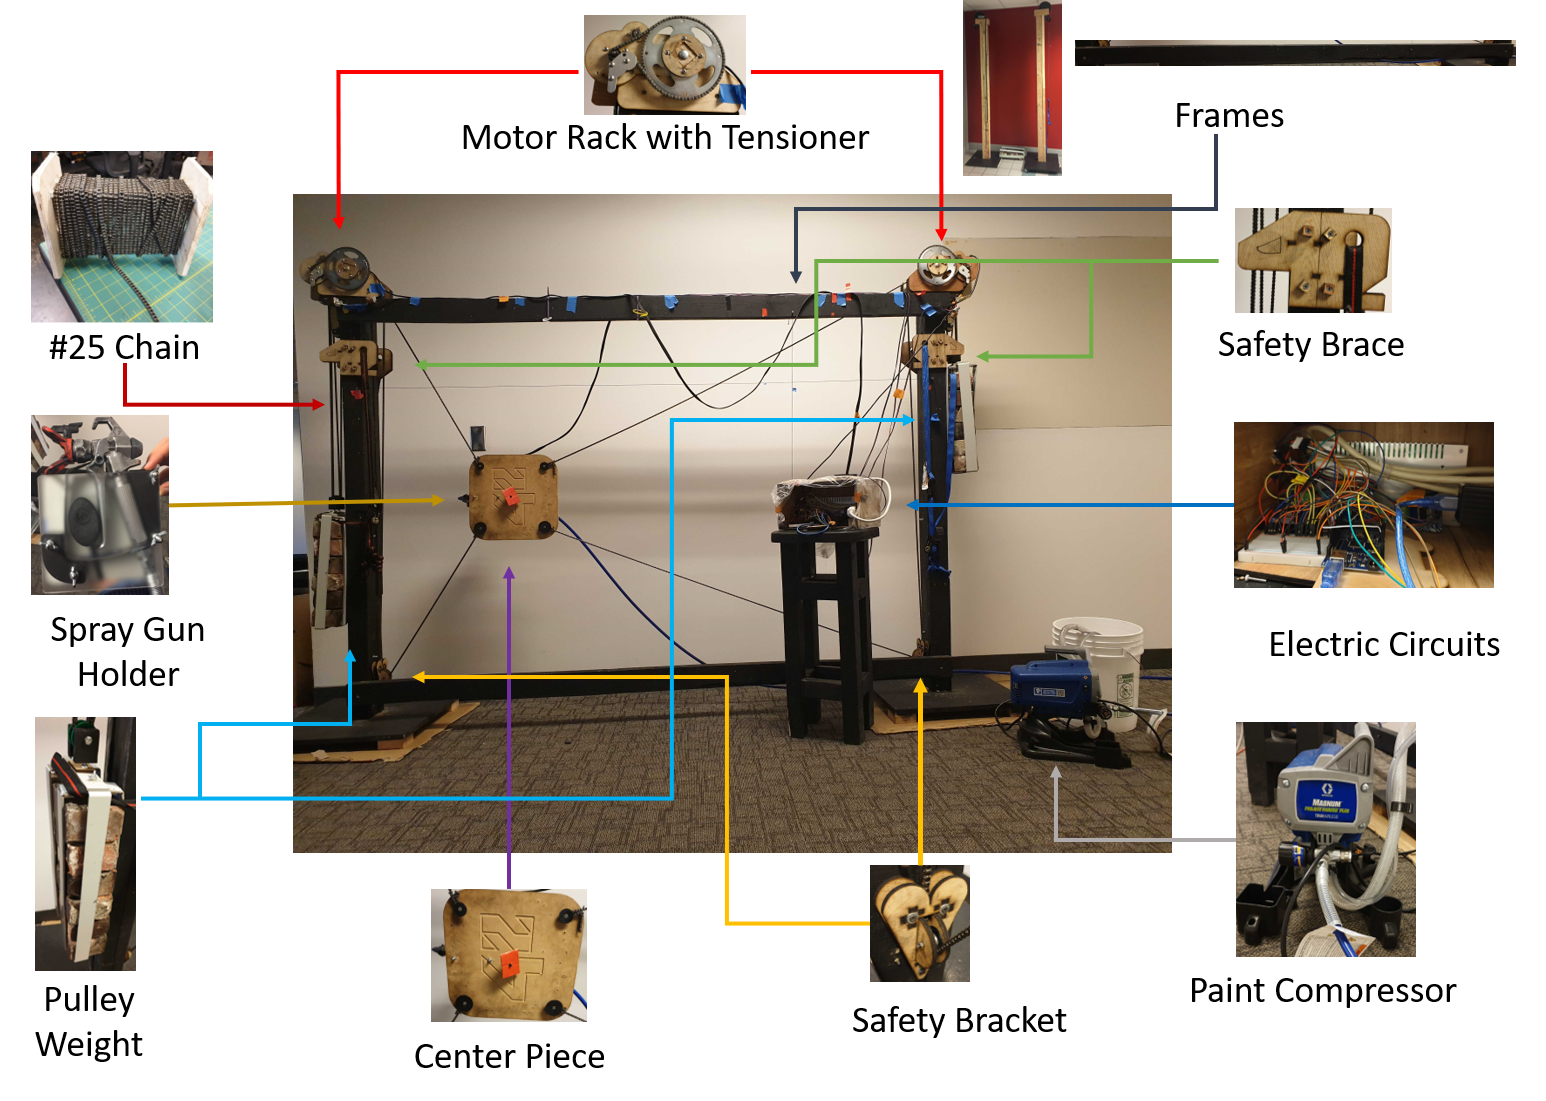 Motor Rack with Tensioner
Frames
#25 Chain
Safety Brace
Spray Gun
Holder
Electric Circuits
Pulley
Weight
Center Piece
Safety Bracket
MAGNUM
Paint Compressor